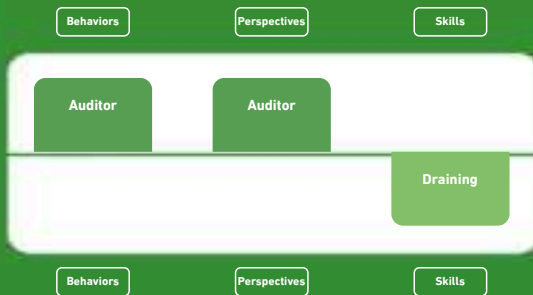 Behaviors
Perspectives
Skills
Auditor
Auditor
Draining
Behaviors
Perspectives
Skills